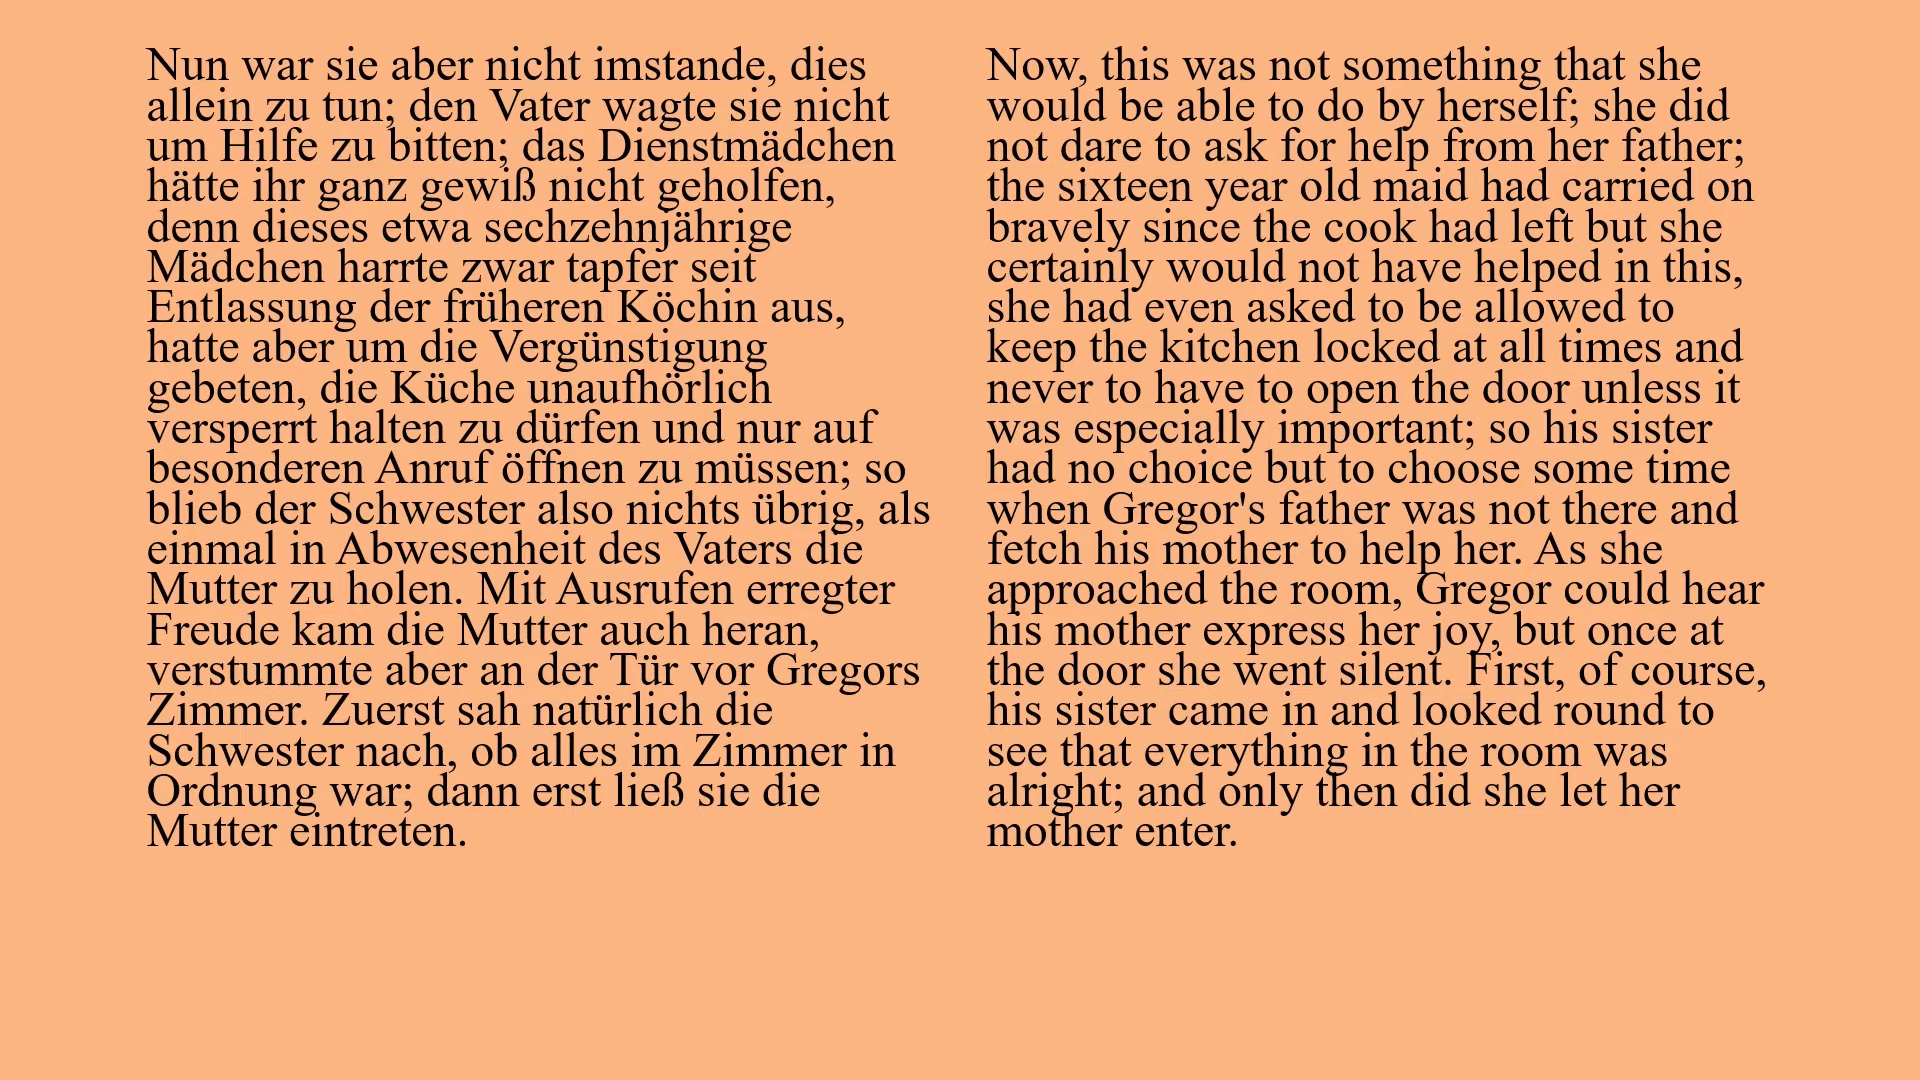 Nun war sie aber nicht imstande, dies
allein zu tun; den Vater wagte sie nicht
um Hilfe zu bitten; das Dienstmädchen
hätte ihr ganz gewiß nicht geholfen,
denn dieses etwa sechzehnjährige
Mädchen harrte zwar tapfer seit
Entlassung der früheren Köchin aus,
hatte aber um die Vergünstigung
gebeten, die Küche unaufhörlich
versperrt halten zu dürfen und nur auf
besonderen Anruf öffnen zu müssen; so
blieb der Schwester also nichts übrig, als
einmal in Abwesenheit des Vaters die
Mutter zu holen. Mit Ausrufen erregter
Freude kam die Mutter auch heran,
verstummte aber an der Tür vor Gregors
Zimmer. Zuerst sah natürlich die
Schwester nach, ob alles im Zimmer in
Ordnung war; dann erst ließ sie die
Mutter eintreten.
Now, this was not something that she
would be able to do by herself; she did
not dare to ask for help from her father;
the sixteen year old maid had carried on
bravely since the cook had left but she
certainly would not have helped in this,
she had even asked to be allowed to
keep the kitchen locked at all times and
never to have to open the door unless it
was especially important; so his sister
had no choice but to choose some time
when Gregor's father was not there and
fetch his mother to help her. As she
approached the room, Gregor could hear
his mother express her joy, but once at
the door she went silent. First, of course,
his sister came in and looked round to
see that everything in the room was
alright; and only then did she let her
mother enter.